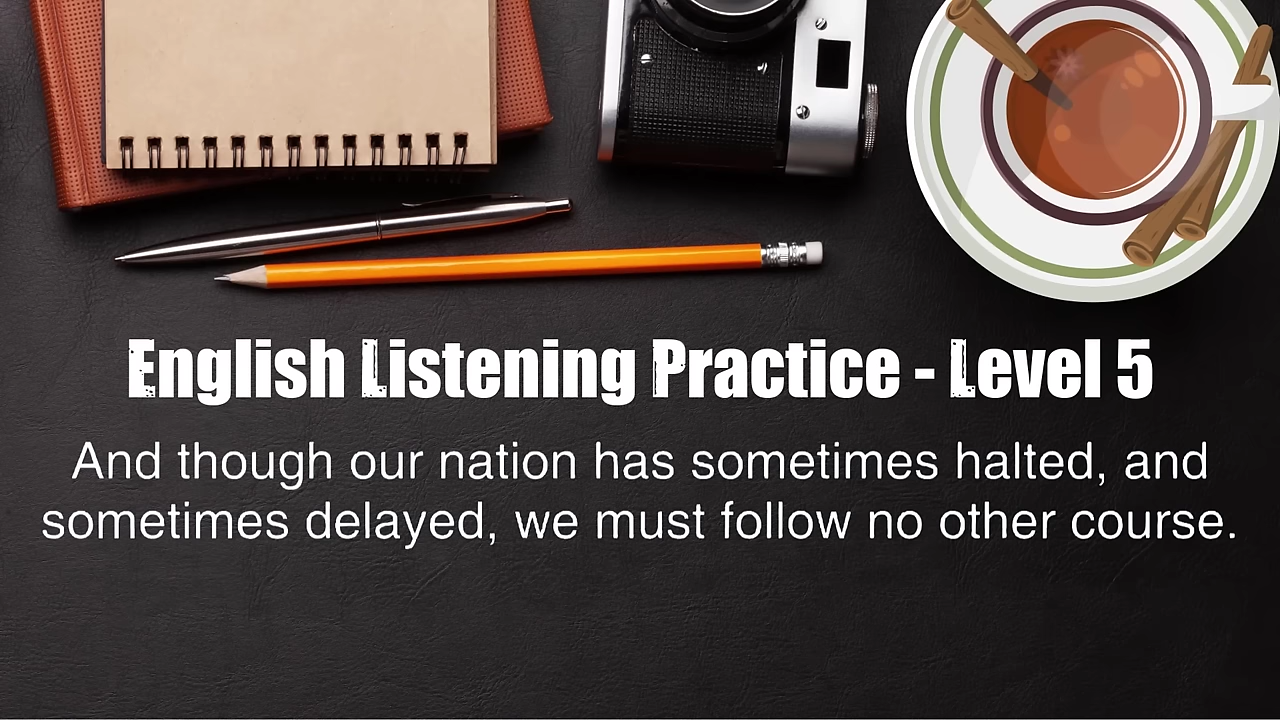 English Listening Practice - Level 5
And though our nation has sometimes halted, and
sometimes delayed, we must follow no other course.